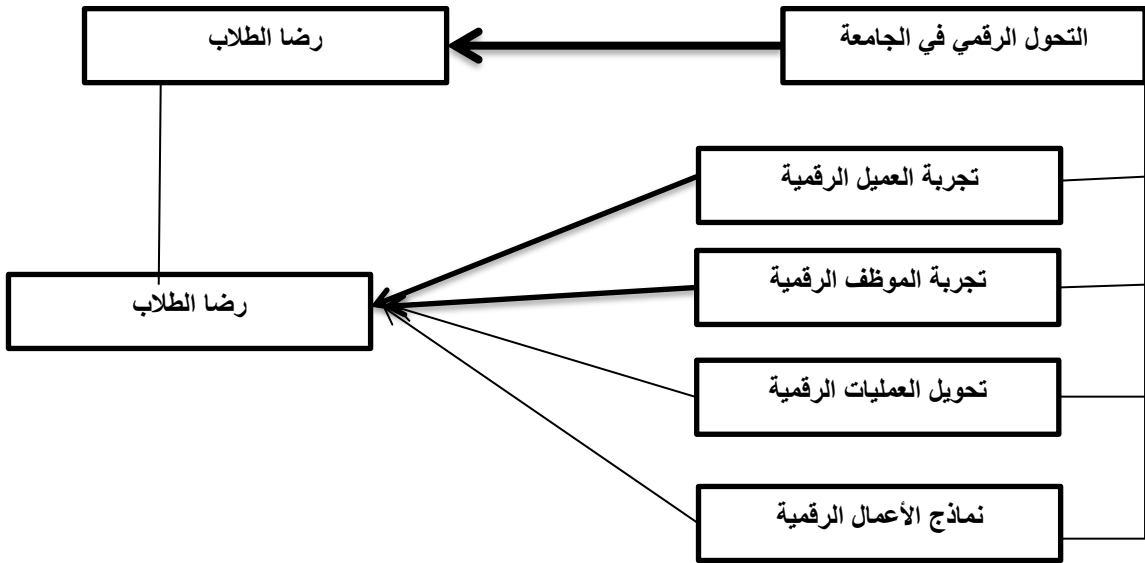 التحول الرقمي في الجامعة
رضا الطلاب
تجربة العميل الرقمية
تجربة الموظف الرقمية
رضا الطلاب
تحويل العمليات الرقمية
نماذج الأعمال الرقمية